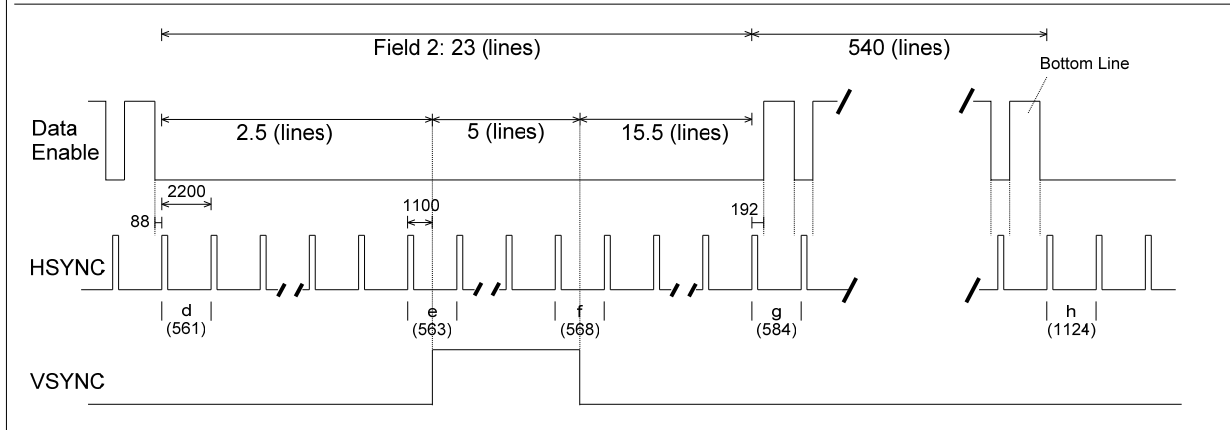 Field 2: 23 (lines)
540 (lines)
Bottom Line
Data
Enable
2.5 (lines)
5 (lines)
15.5 (lines)
88
2200
1100
192
HSYNC
d
(561)
e
(563)
f
(568)
g
(584)
h
(1124)
VSYNC